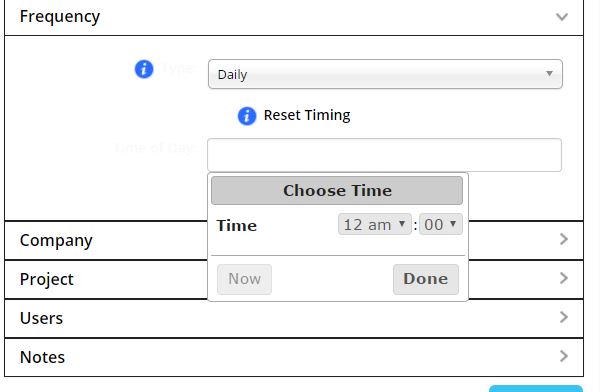 Frequency
Type:
Daily
Reset Timing
Time of Day:
Choose Time
Time 12 am : 00
Now Done
Company
Project
Users
Notes